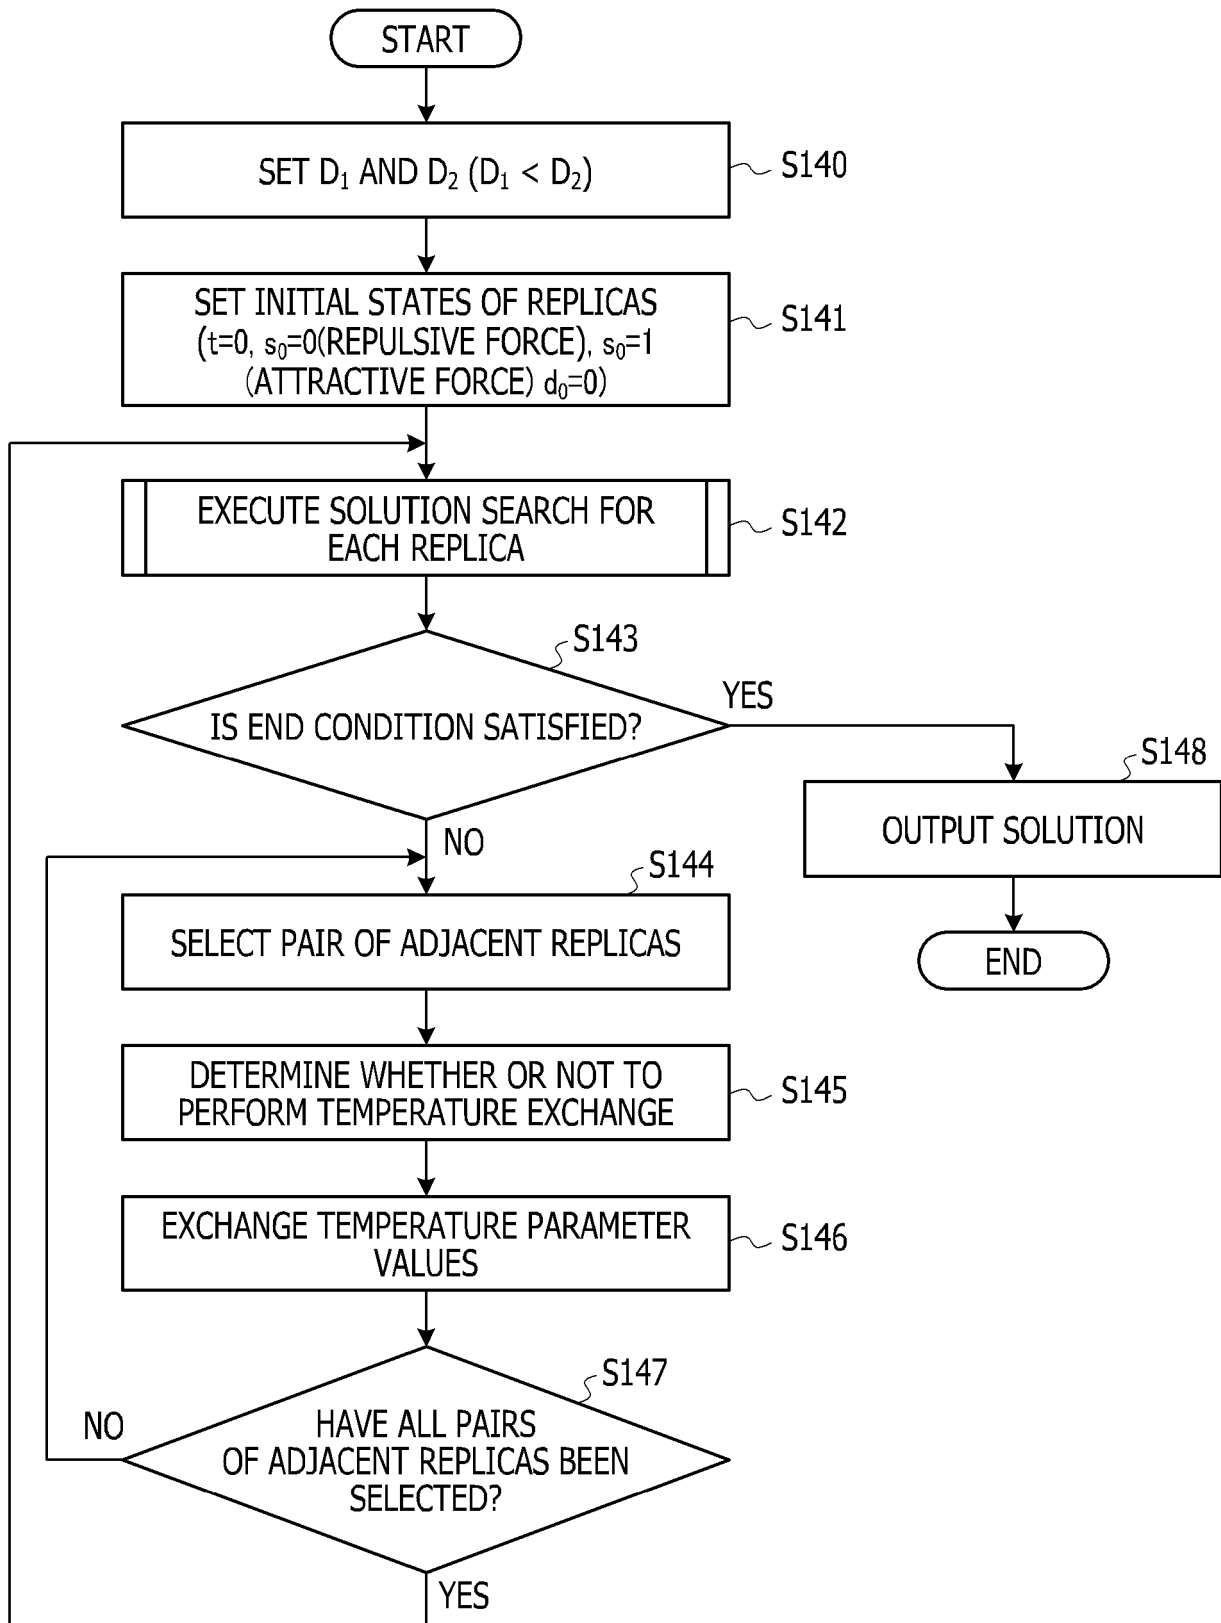 START
SET D₁ AND D₂ (D₁ < D₂)
S140
SET INITIAL STATES OF REPLICAS
(t=0, s₀=0(REPULSIVE FORCE), s₀=1
(ATTRACTIVE FORCE) d₀=0)
S141
EXECUTE SOLUTION SEARCH FOR
EACH REPLICA
S142
S143
IS END CONDITION SATISFIED?
YES
S148
OUTPUT SOLUTION
END
NO
S144
SELECT PAIR OF ADJACENT REPLICAS
DETERMINE WHETHER OR NOT TO
PERFORM TEMPERATURE EXCHANGE
S145
EXCHANGE TEMPERATURE PARAMETER
VALUES
S146
S147
HAVE ALL PAIRS
OF ADJACENT REPLICAS BEEN
SELECTED?
NO
YES